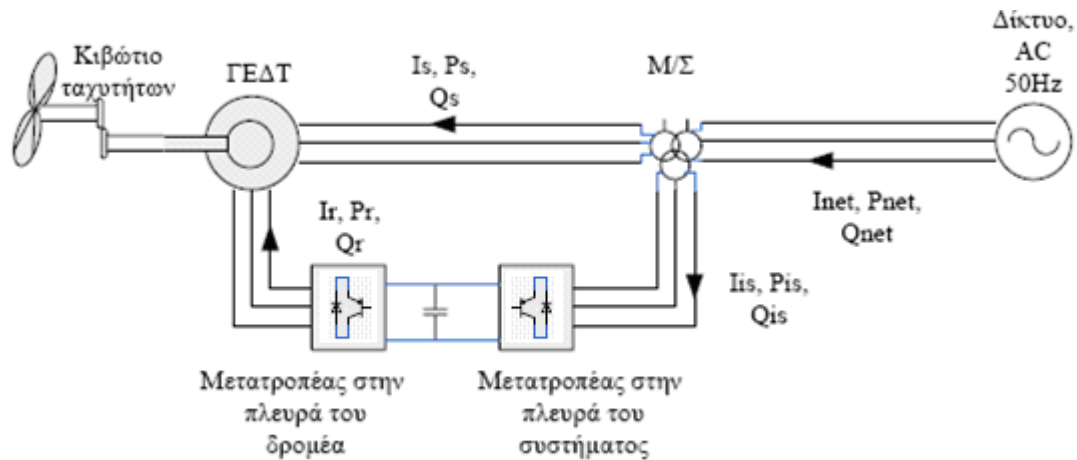 Κιβώτιο
ταχυτήτων
ΓΕΔΤ
Is, Ps,
Qs
Μ/Σ
Δίκτυο,
AC
50Hz
Ir, Pr,
Qr
Inet, Pnet,
Qnet
Iis, Pis,
Qis
Μετατροπέας στην
πλευρά του
δρομέα
Μετατροπέας στην
πλευρά του
συστήματος